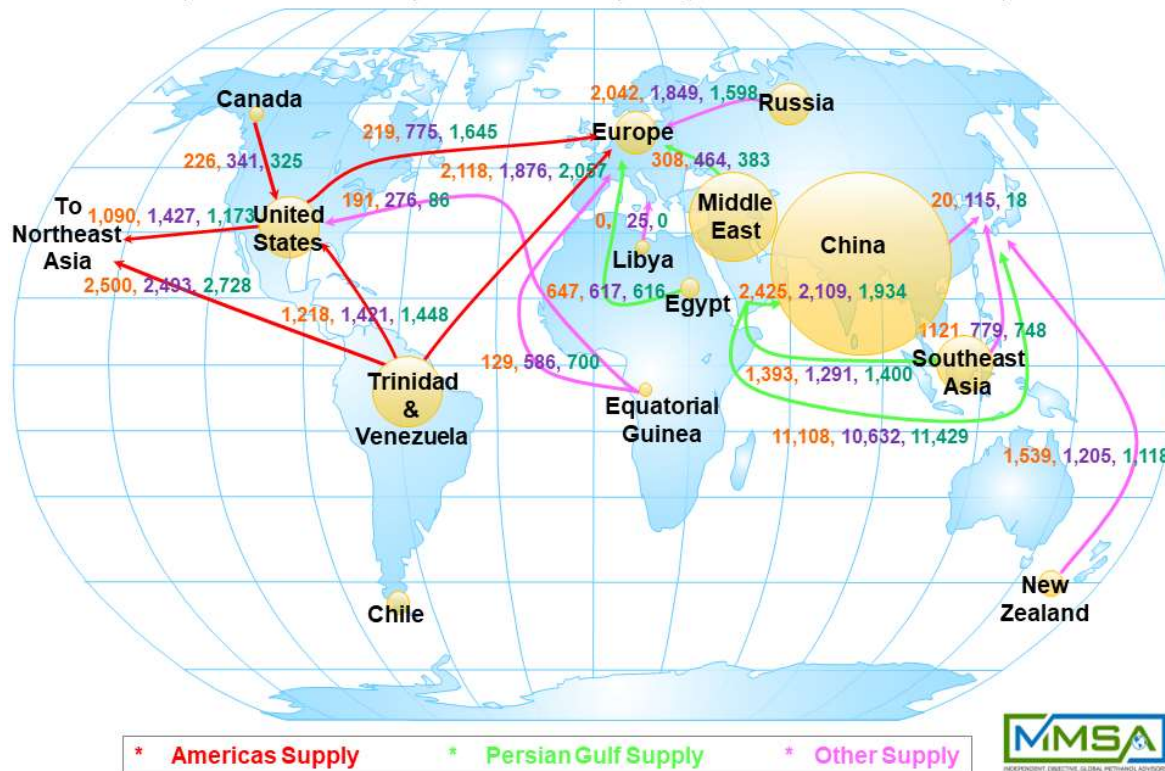 Canada
2,042, 1,849, 1,598
Russia
219, 775, 1,645
Europe
226, 341, 325
2,118, 1,876, 2,057
308, 464, 383
To
Northeast
Asia
1,090, 1,427, 1,173
United
States
191, 276, 86
0, 25, 0
Middle
East
20, 115, 18
China
Libya
2,500, 2,493, 2,728
647, 617, 616
Egypt
2,425, 2,109, 1,934
1,218, 1,421, 1,448
1121, 779, 748
Southeast
Asia
129, 586, 700
1,393, 1,291, 1,400
Trinidad
&
Venezuela
Equatorial
Guinea
11,108, 10,632, 11,429
1,539, 1,205, 1,118
Chile
New
Zealand
* Americas Supply * Persian Gulf Supply * Other Supply
MMSA
INDEPENDENT, OBJECTIVE, GLOBAL METHANOL ADVISORS